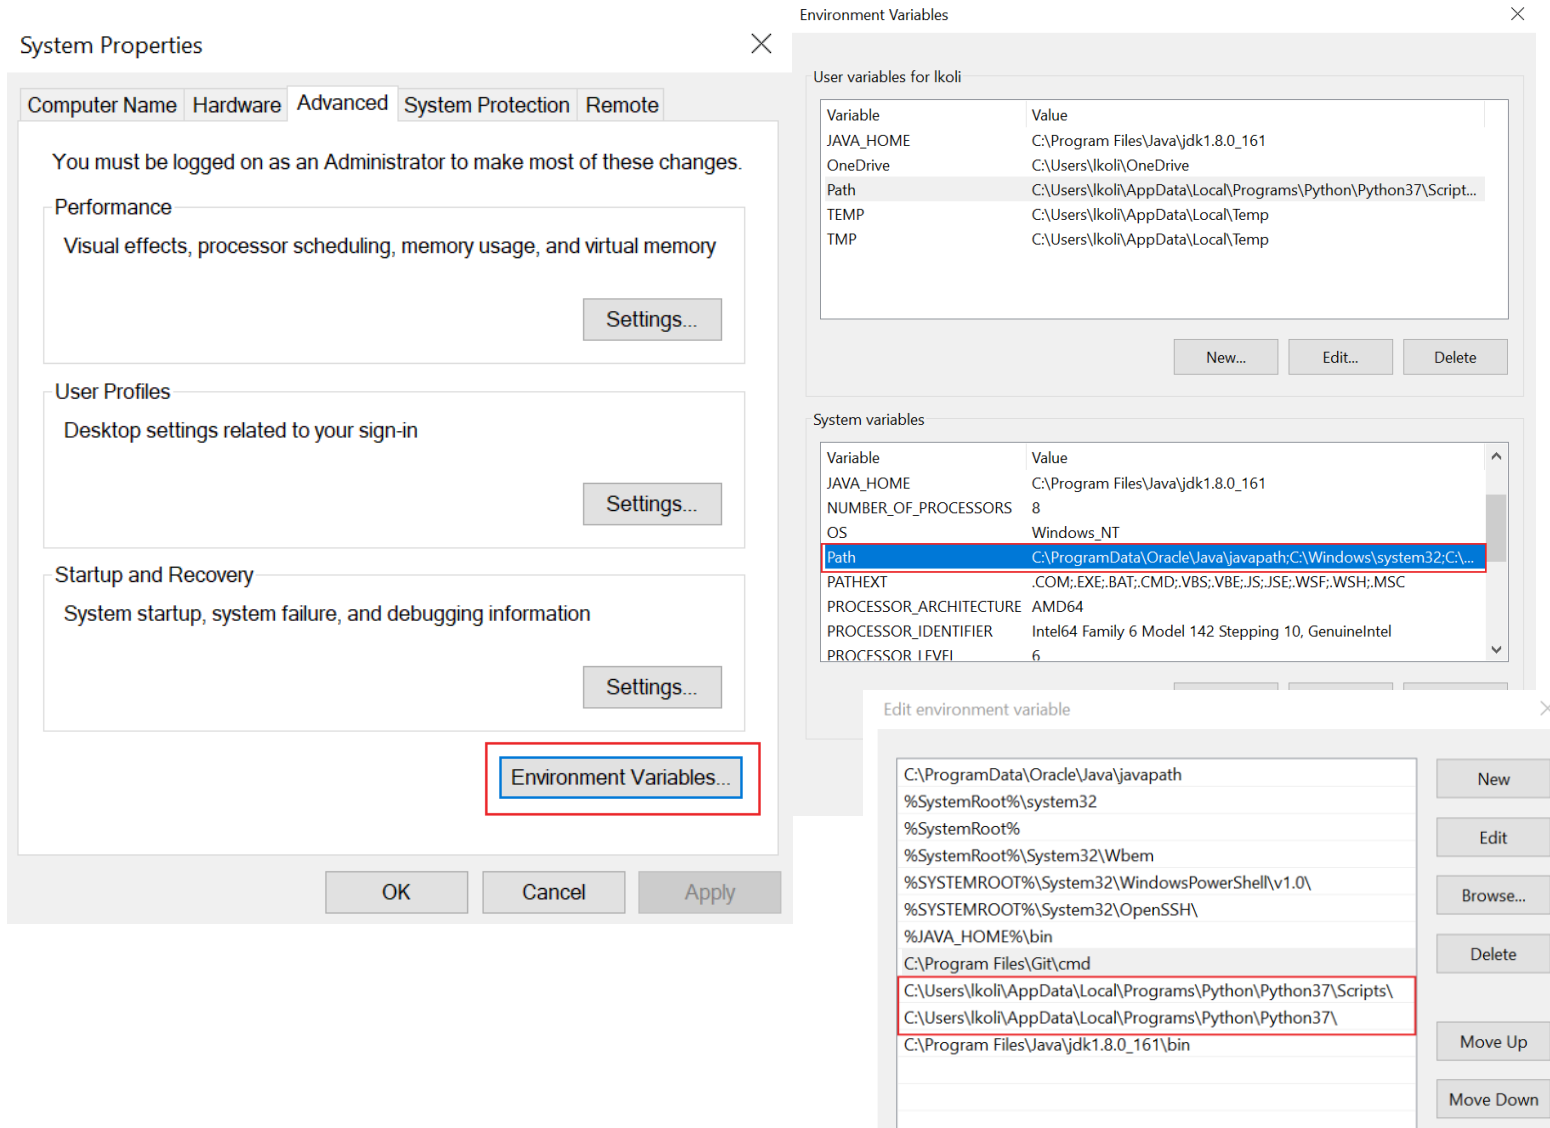 System Properties
Computer Name Hardware Advanced System Protection Remote
You must be logged on as an Administrator to make most of these changes.
Performance
Visual effects, processor scheduling, memory usage, and virtual memory
Settings...
User Profiles
Desktop settings related to your sign-in
Settings...
Startup and Recovery
System startup, system failure, and debugging information
Settings...
Environment Variables...
OK Cancel Apply
Environment Variables
User variables for lkoli
Variable Value
JAVA_HOME C:\Program Files\Java\jdk1.8.0_161
OneDrive C:\Users\lkoli\OneDrive
Path C:\Users\lkoli\AppData\Local\Programs\Python\Python37\Script...
TEMP C:\Users\lkoli\AppData\Local\Temp
TMP C:\Users\lkoli\AppData\Local\Temp
New... Edit... Delete
System variables
Variable Value
JAVA_HOME C:\Program Files\Java\jdk1.8.0_161
NUMBER_OF_PROCESSORS 8
OS Windows_NT
Path C:\ProgramData\Oracle\Java\javapath;C:\Windows\system32;C:\...
PATHEXT .COM;.EXE;.BAT;.CMD;.VBS;.VBE;.JS;.JSE;.WSF;.WSH;.MSC
PROCESSOR_ARCHITECTURE AMD64
PROCESSOR_IDENTIFIER Intel64 Family 6 Model 142 Stepping 10, GenuineIntel
PROCESSOR_LEVEL 6
Edit environment variable
C:\ProgramData\Oracle\Java\javapath
%SystemRoot%\system32
%SystemRoot%
%SystemRoot%\System32\Wbem
%SYSTEMROOT%\System32\WindowsPowerShell\v1.0\
%SYSTEMROOT%\System32\OpenSSH\
%JAVA_HOME%\bin
C:\Program Files\Git\cmd
C:\Users\lkoli\AppData\Local\Programs\Python\Python37\Scripts\
C:\Users\lkoli\AppData\Local\Programs\Python\Python37\
C:\Program Files\Java\jdk1.8.0_161\bin
New
Edit
Browse...
Delete
Move Up
Move Down